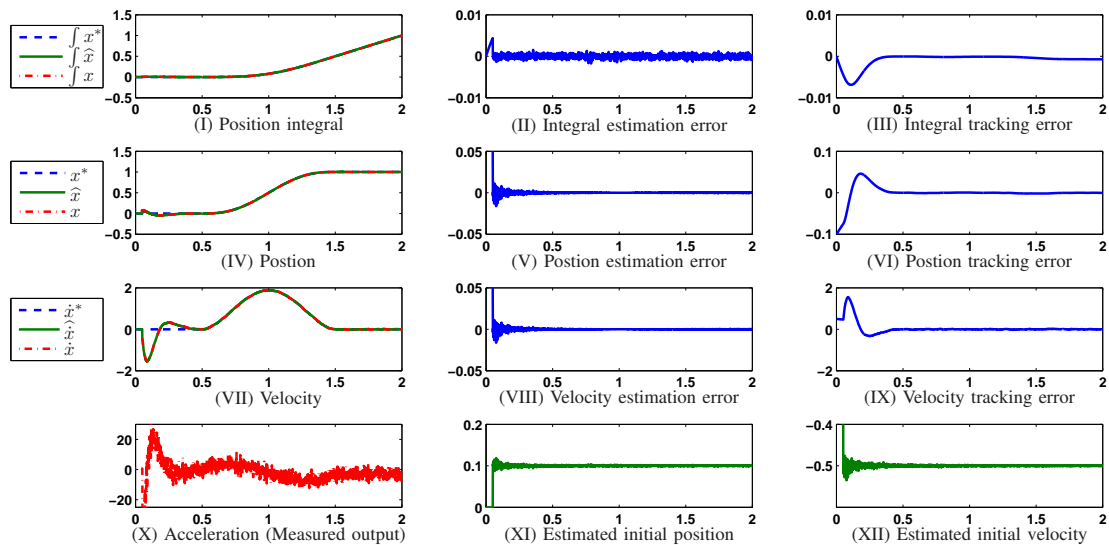 ∫ x*
∫ x̂
∫ x
1.5
1
0.5
0
−0.5
0 0.5 1 1.5 2
(I) Position integral
0.01
0
−0.01
0 0.5 1 1.5 2
(II) Integral estimation error
0.01
0
−0.01
0 0.5 1 1.5 2
(III) Integral tracking error
x*
x̂
x
1.5
1
0.5
0
−0.5
0 0.5 1 1.5 2
(IV) Postion
0.05
0
−0.05
0 0.5 1 1.5 2
(V) Postion estimation error
0.1
0
−0.1
0 0.5 1 1.5 2
(VI) Postion tracking error
ẋ*
ẋ̂
ẋ
2
0
−2
0 0.5 1 1.5 2
(VII) Velocity
0.05
0
−0.05
0 0.5 1 1.5 2
(VIII) Velocity estimation error
2
0
−2
0 0.5 1 1.5 2
(IX) Velocity tracking error
20
0
−20
0 0.5 1 1.5 2
(X) Acceleration (Measured output)
0.2
0.1
0
0 0.5 1 1.5 2
(XI) Estimated initial position
−0.4
−0.5
0 0.5 1 1.5 2
(XII) Estimated initial velocity